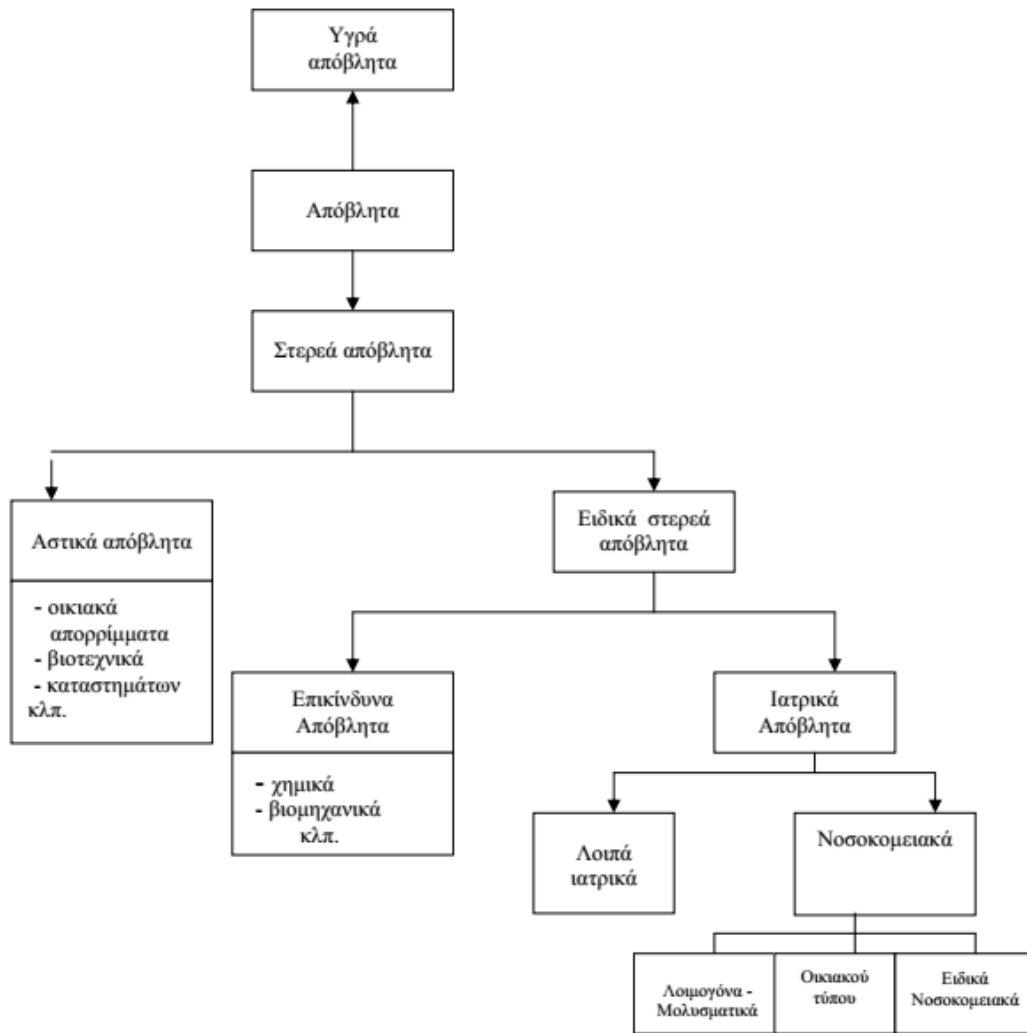 Υγρά
απόβλητα
Απόβλητα
Στερεά απόβλητα
Αστικά απόβλητα
- οικιακά
απορρίμματα
- βιοτεχνικά
- καταστημάτων
κλπ.
Ειδικά στερεά
απόβλητα
Επικίνδυνα
Απόβλητα
- χημικά
- βιομηχανικά
κλπ.
Ιατρικά
Απόβλητα
Λοιπά
ιατρικά
Νοσοκομειακά
Λοιμογόνα -
Μολυσματικά
Οικιακού
τύπου
Ειδικά
Νοσοκομειακά